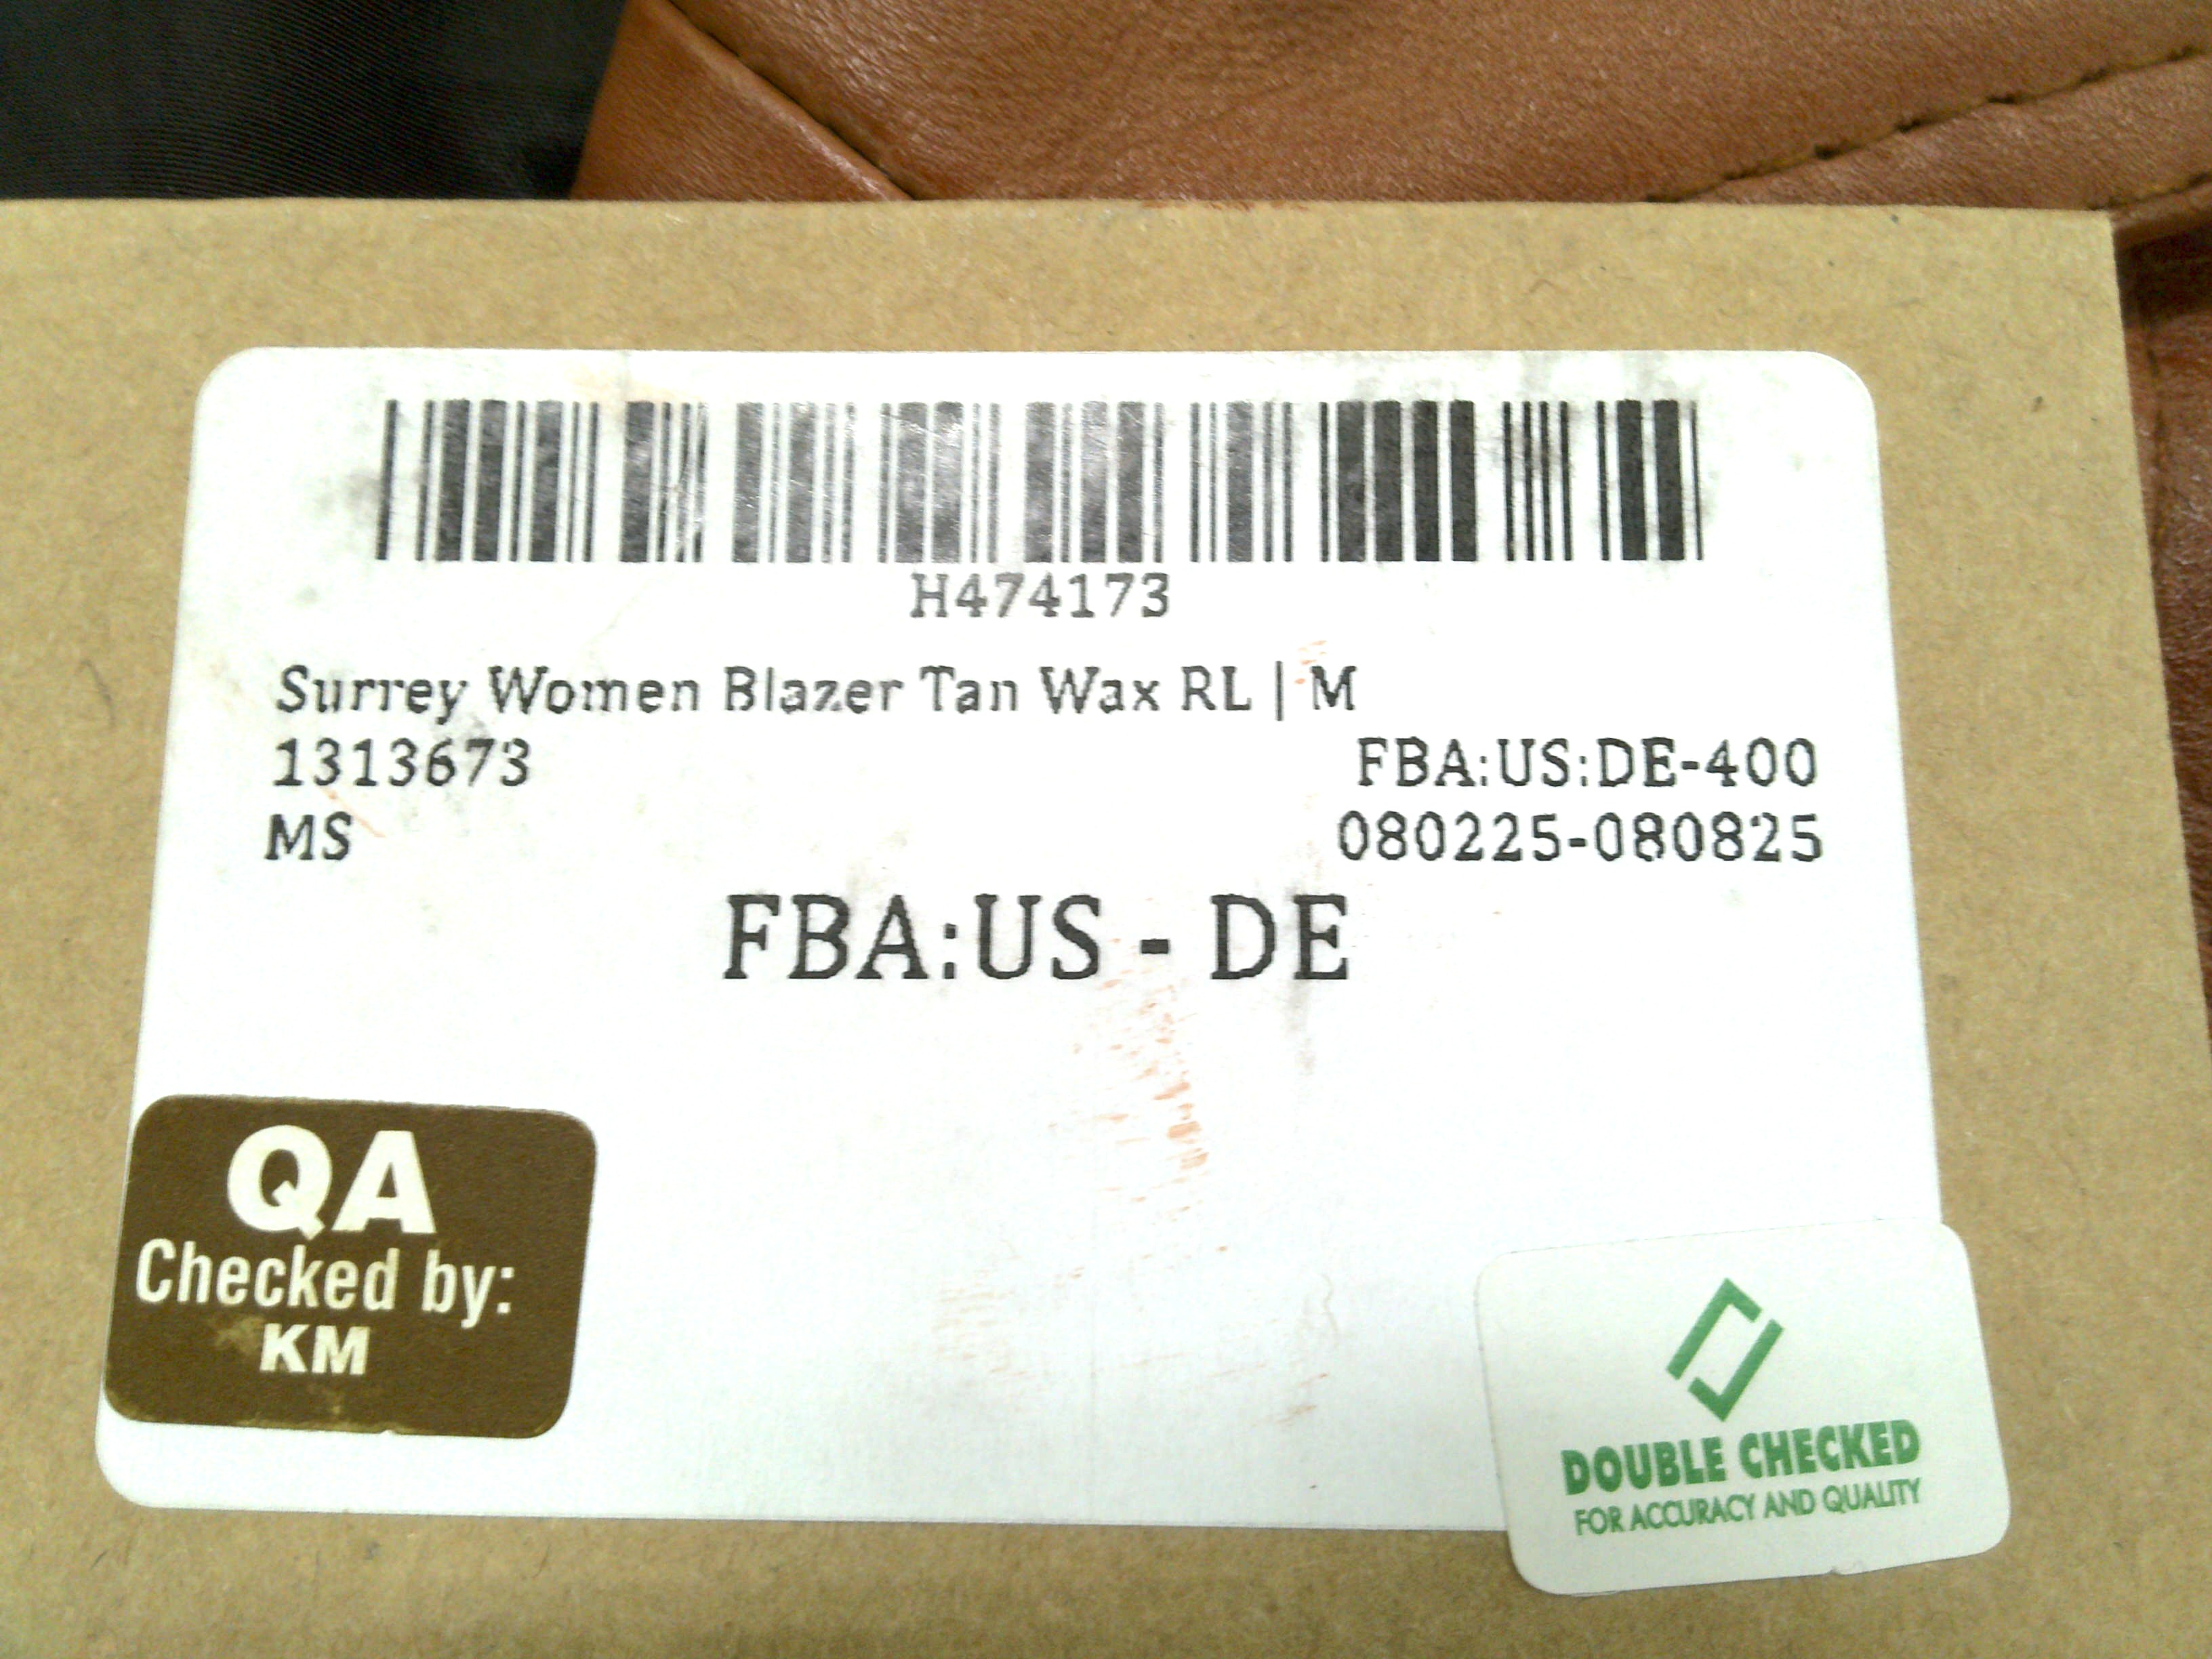 H474173
Surrey Women Blazer Tan Wax RL | M
1313673
FBA:US:DE-400
MS
080225-080825
FBA:US - DE
QA
Checked by:
KM
DOUBLE CHECKED
FOR ACCURACY AND QUALITY